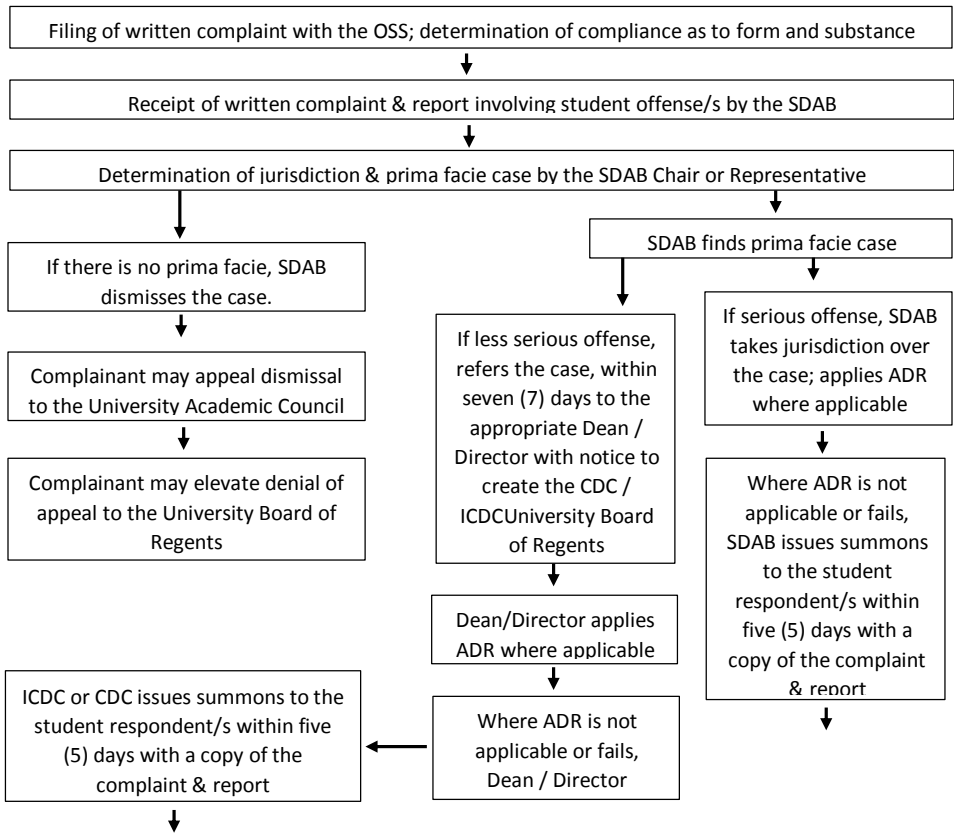 Filing of written complaint with the OSS; determination of compliance as to form and substance
Receipt of written complaint & report involving student offense/s by the SDAB
Determination of jurisdiction & prima facie case by the SDAB Chair or Representative
If there is no prima facie, SDAB
dismisses the case.
Complainant may appeal dismissal
to the University Academic Council
Complainant may elevate denial of
appeal to the University Board of
Regents
SDAB finds prima facie case
If less serious offense,
refers the case, within
seven (7) days to the
appropriate Dean /
Director with notice to
create the CDC /
ICDCUniversity Board
of Regents
Dean/Director applies
ADR where applicable
Where ADR is not
applicable or fails,
Dean / Director
ICDC or CDC issues summons to the
student respondent/s within five
(5) days with a copy of the
complaint & report
If serious offense, SDAB
takes jurisdiction over
the case; applies ADR
where applicable
Where ADR is not
applicable or fails,
SDAB issues summons
to the student
respondent/s within
five (5) days with a
copy of the complaint
& report